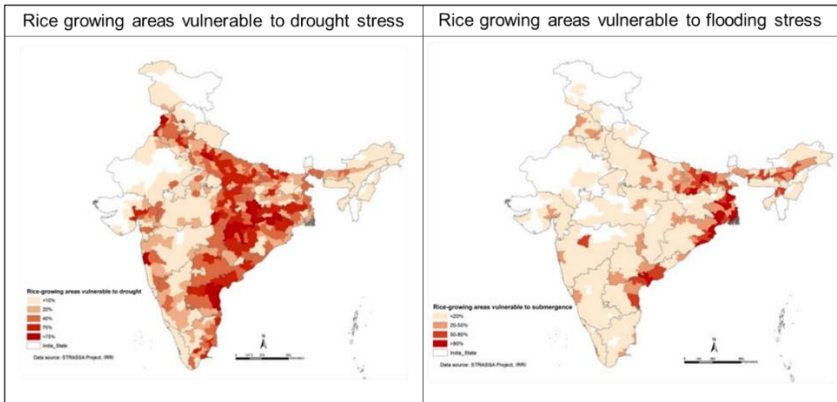 Rice growing areas vulnerable to drought stress
Rice growing areas vulnerable to flooding stress
Rice-growing areas vulnerable to drought
<10%
20%
40%
75%
>75%
India_State
Data source: STRASSA Project, IRRI
N
Rice-growing areas vulnerable to submergence
<20%
25-50%
50-80%
>80%
India_State
Data source: STRASSA Project, IRRI
N